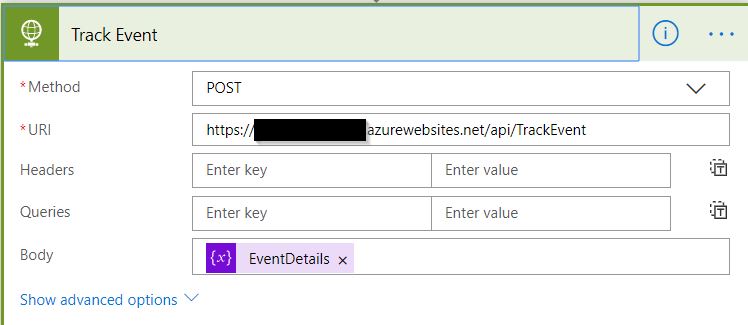 Track Event
* Method POST
* URI https:// azurewebsites.net/api/TrackEvent
Headers Enter key Enter value
Queries Enter key Enter value
Body {x} EventDetails ×
Show advanced options